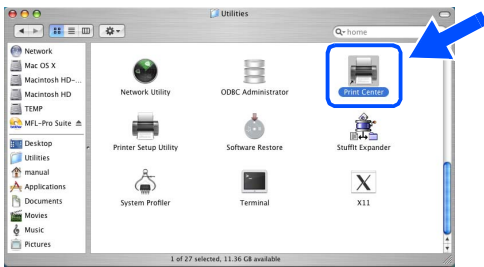 Utilities
Q- home
Network
Mac OS X
Macintosh HD-...
Macintosh HD
TEMP
MFL-Pro Suite
Desktop
Utilities
manual
Applications
Documents
Movies
Music
Pictures
Network Utility
ODBC Administrator
Print Center
Printer Setup Utility
Software Restore
StuffIt Expander
System Profiler
Terminal
X11
1 of 27 selected, 11.36 GB available